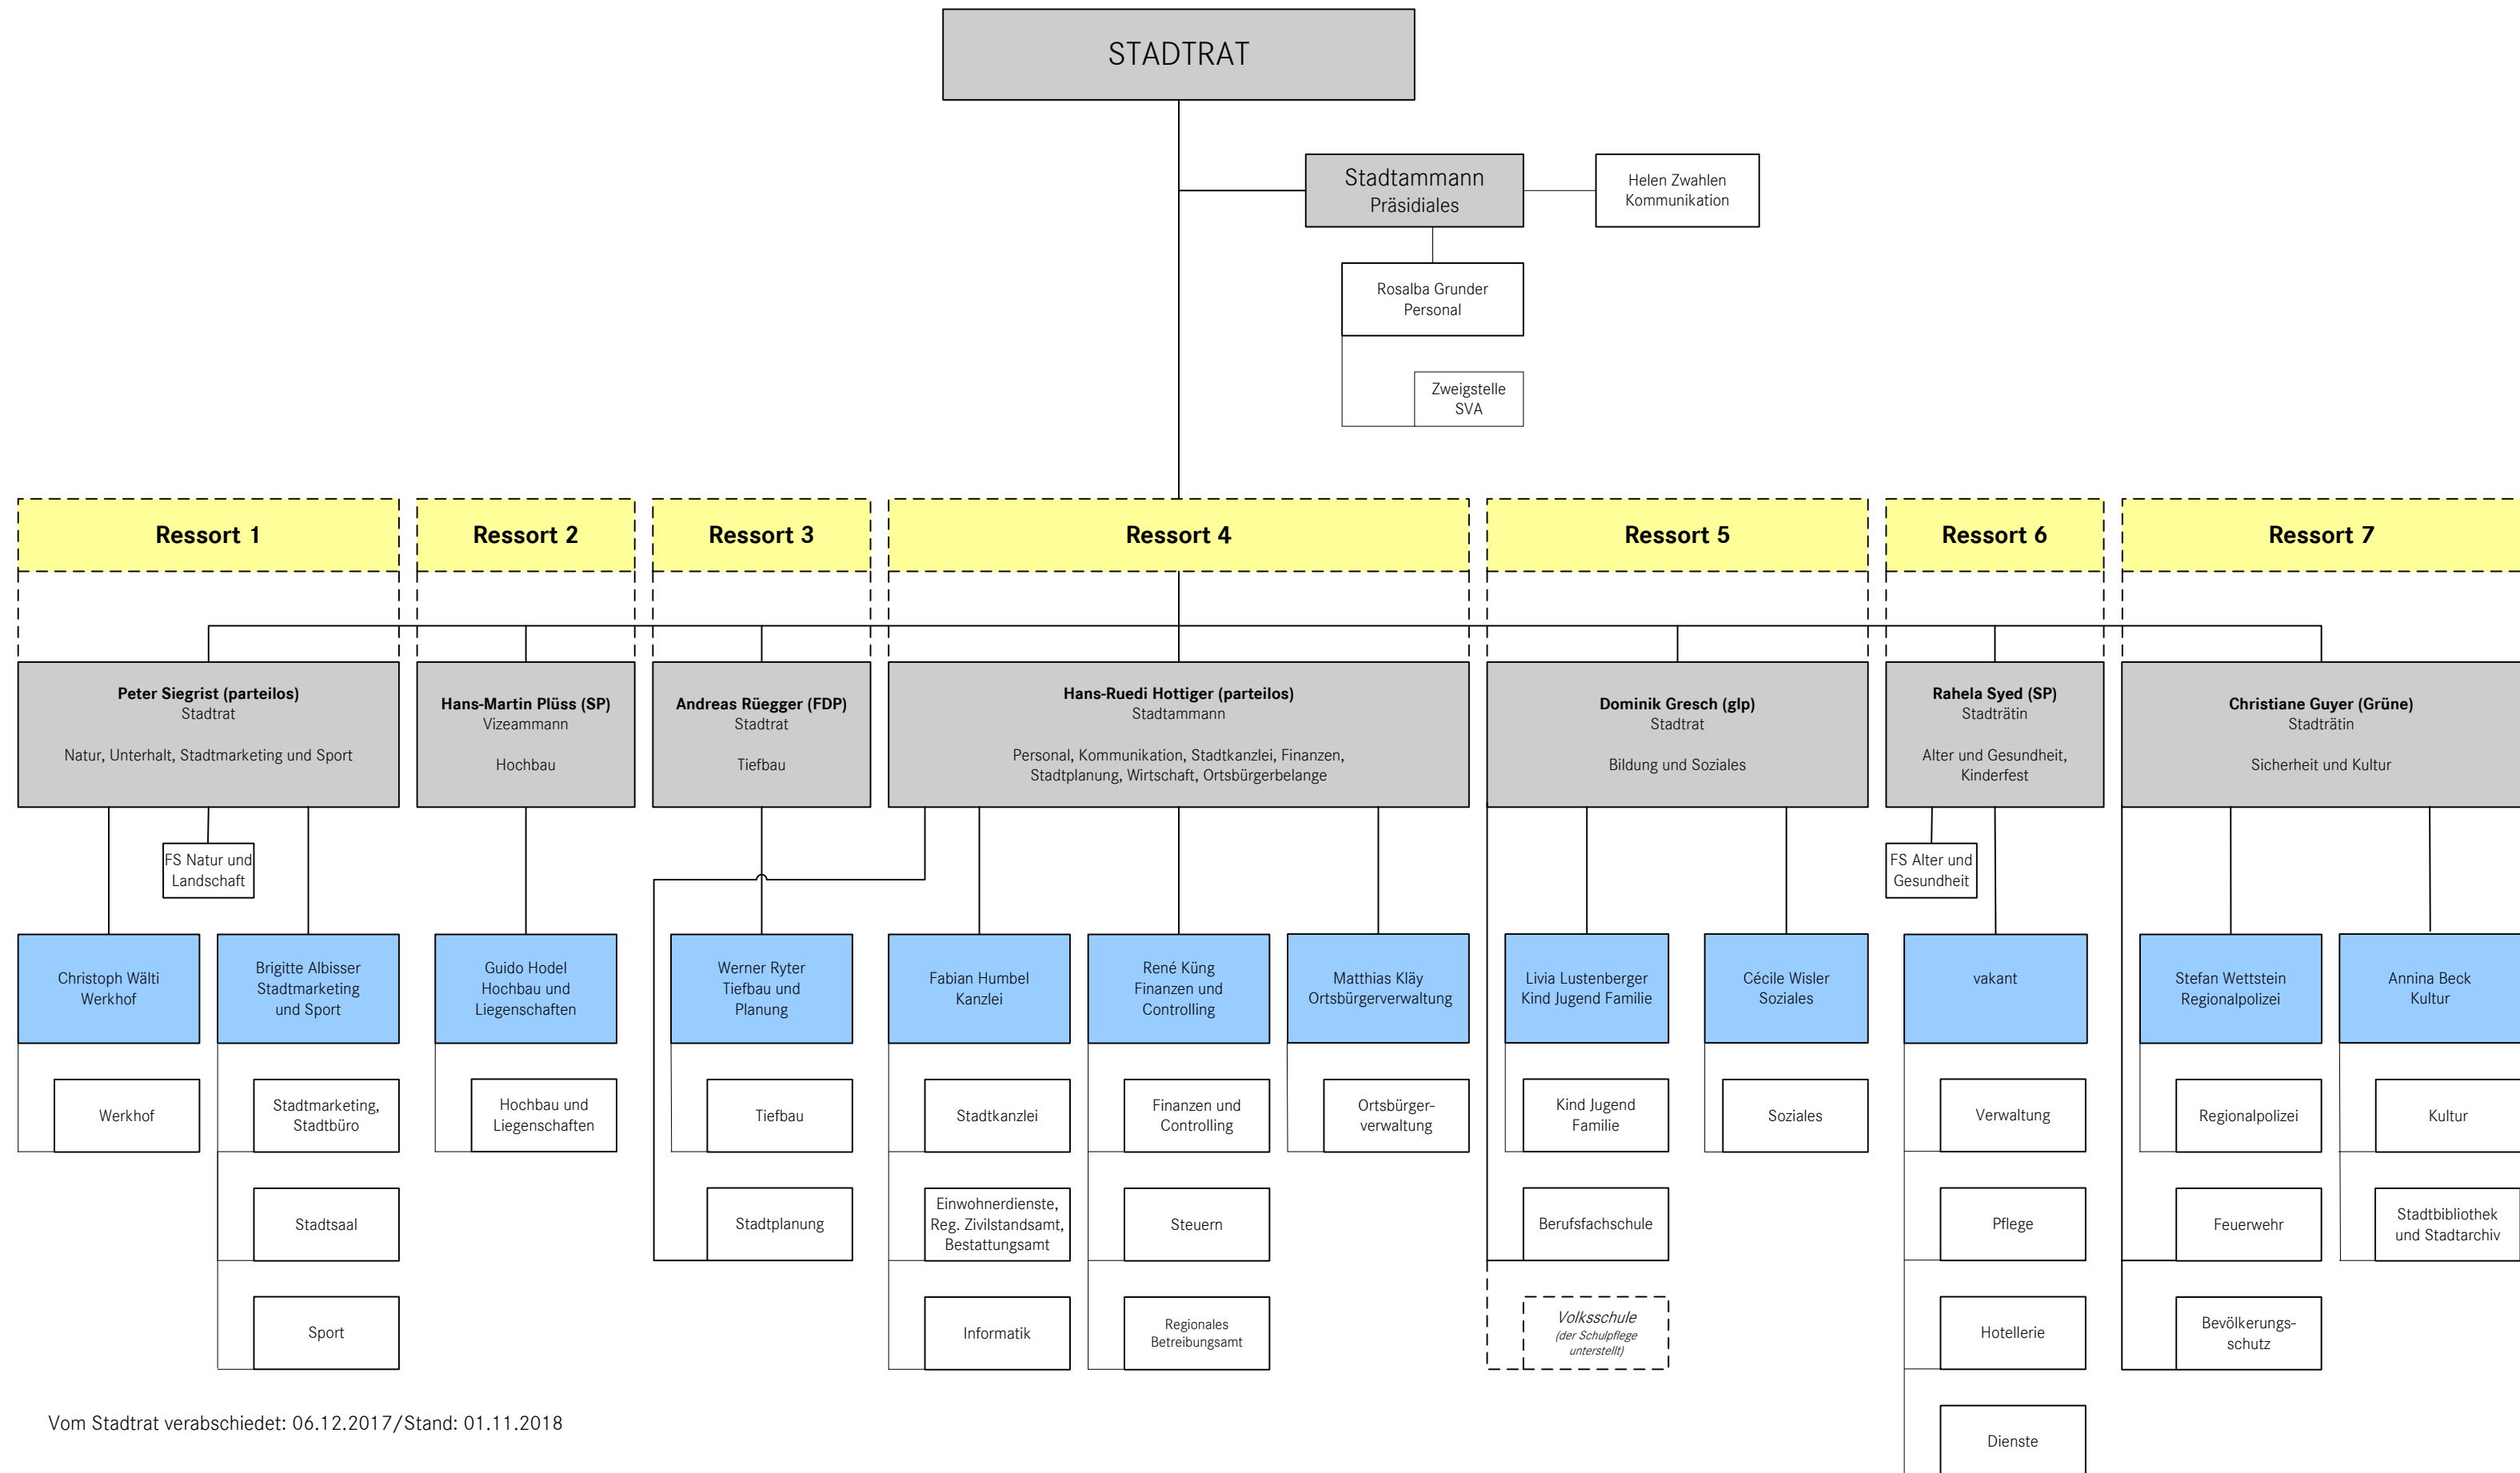 STADTRAT
Stadtammann
Präsidiales
Helen Zwahlen
Kommunikation
Rosalba Grunder
Personal
Zweigstelle
SVA
Ressort 1
Ressort 2
Ressort 3
Ressort 4
Ressort 5
Ressort 6
Ressort 7
Peter Siegrist (parteilos)
Stadtrat
Natur, Unterhalt, Stadtmarketing und Sport
Hans-Martin Plüss (SP)
Vizeammann
Hochbau
Andreas Rüegger (FDP)
Stadtrat
Tiefbau
Hans-Ruedi Hottiger (parteilos)
Stadtammann
Personal, Kommunikation, Stadtkanzlei, Finanzen,
Stadtplanung, Wirtschaft, Ortsbürgerbelange
Dominik Gresch (glp)
Stadtrat
Bildung und Soziales
Rahela Syed (SP)
Stadträtin
Alter und Gesundheit,
Kinderfest
Christiane Guyer (Grüne)
Stadträtin
Sicherheit und Kultur
FS Natur und
Landschaft
FS Alter und
Gesundheit
Christoph Wälti
Werkhof
Brigitte Albisser
Stadtmarketing
und Sport
Guido Hodel
Hochbau und
Liegenschaften
Werner Ryter
Tiefbau und
Planung
Fabian Humbel
Kanzlei
René Küng
Finanzen und
Controlling
Matthias Kläy
Ortsbürgerverwaltung
Livia Lustenberger
Kind Jugend Familie
Cécile Wisler
Soziales
vakant
Stefan Wettstein
Regionalpolizei
Annina Beck
Kultur
Werkhof
Stadtmarketing,
Stadtbüro
Hochbau und
Liegenschaften
Tiefbau
Stadtkanzlei
Finanzen und
Controlling
Ortsbürger-
verwaltung
Kind Jugend
Familie
Soziales
Verwaltung
Regionalpolizei
Kultur
Stadtsaal
Stadtplanung
Einwohnerdienste,
Reg. Zivilstandsamt,
Bestattungsamt
Steuern
Berufsfachschule
Pflege
Feuerwehr
Stadtbibliothek
und Stadtarchiv
Sport
Informatik
Regionales
Betreibungsamt
Volksschule
(der Schulpflege
unterstellt)
Hotellerie
Bevölkerungs-
schutz
Dienste
Vom Stadtrat verabschiedet: 06.12.2017/Stand: 01.11.2018